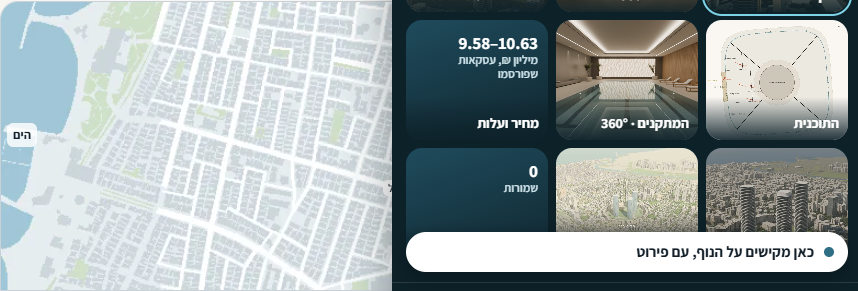 הים
9.58–10.63
מיליון ₪, עסקאות
שפורסמו
מחיר ועלות
המתקנים · 360°
התוכנית
0
שמורות
כאן מקישים על הנוף, עם פירוט